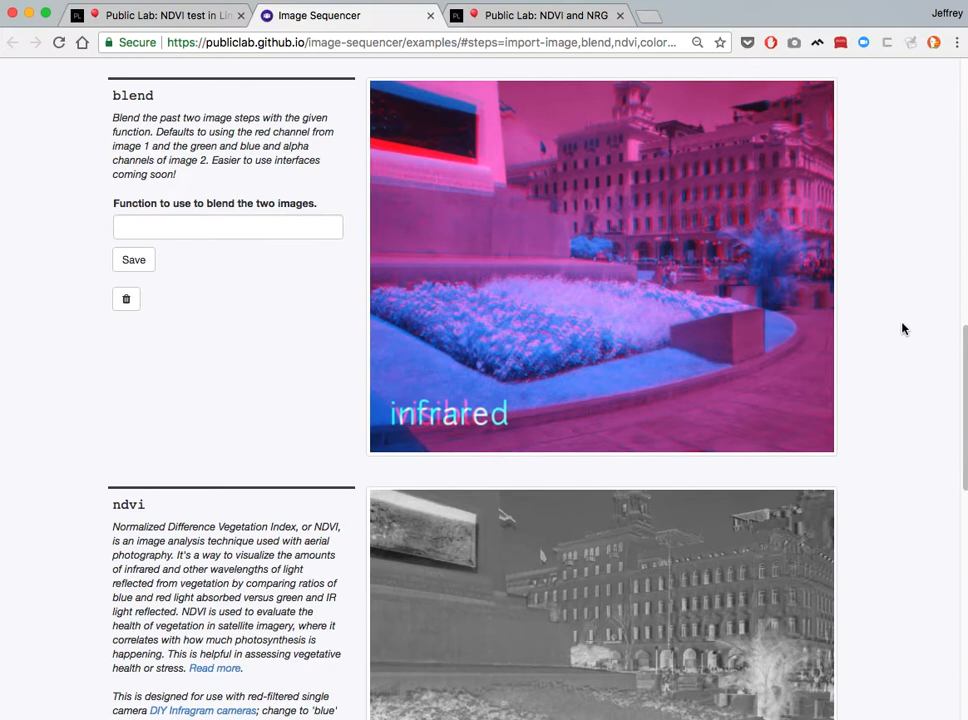 Public Lab: NDVI test in Lin
Image Sequencer
Public Lab: NDVI and NRG
Jeffrey
Secure
https://publiclab.github.io/image-sequencer/examples/#steps=import-image,blend,ndvi,color...
blend
Blend the past two image steps with the given
function. Defaults to using the red channel from
image 1 and the green and blue and alpha
channels of image 2. Easier to use interfaces
coming soon!
Function to use to blend the two images.
Save
infrared
ndvi
Normalized Difference Vegetation Index, or NDVI,
is an image analysis technique used with aerial
photography. It's a way to visualize the amounts
of infrared and other wavelengths of light
reflected from vegetation by comparing ratios of
blue and red light absorbed versus green and IR
light reflected. NDVI is used to evaluate the
health of vegetation in satellite imagery, where it
correlates with how much photosynthesis is
happening. This is helpful in assessing vegetative
health or stress. Read more.
This is designed for use with red-filtered single
camera DIY Infragram cameras; change to 'blue'